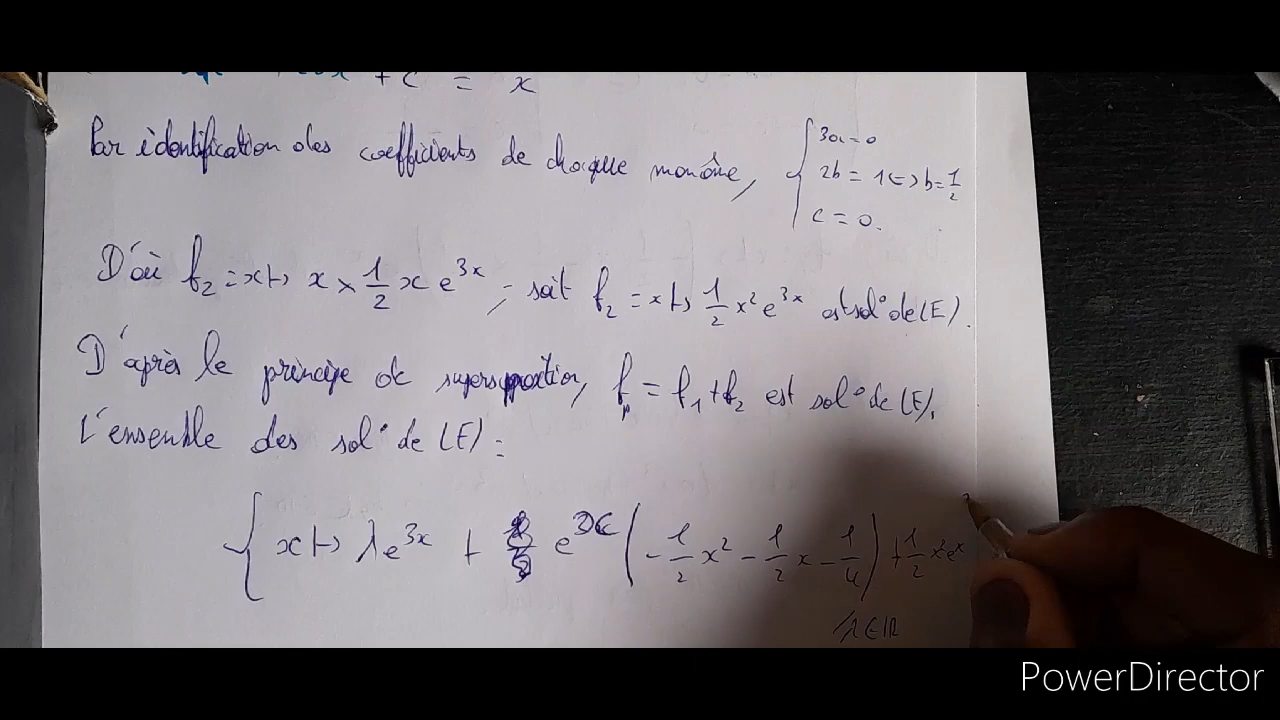 + c = x
Par identification des coefficients de chaque monôme, { 3a = 0
2b = 1 <=> b = 1/2
c = 0.
D'où f₂ : x ↦ x × 1/2 x e^{3x}, soit f₂ : x ↦ 1/2 x² e^{3x} est sol° de (E).
D'après le principe de superposition, f = f₁ + f₂ est sol° de (E).
L'ensemble des sol° de (E) :
{ x ↦ λe^{3x} + e^{3x} ( - 1/2 x² - 1/2 x - 1/4 ) + 1/2 x² e^x
λ ∈ ℝ
PowerDirector